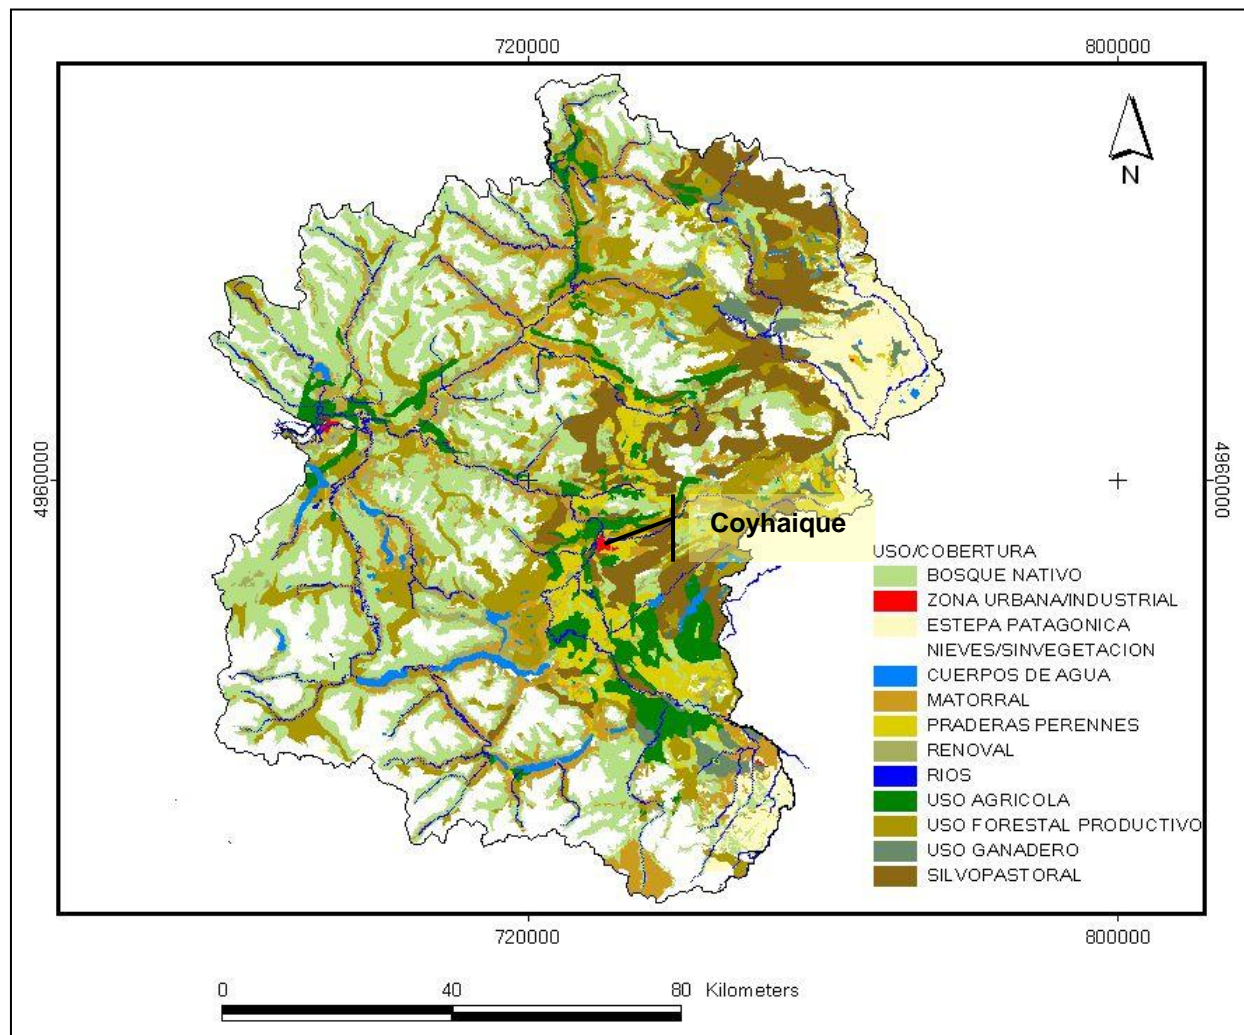 720000 800000
N
4960000 4960000
Coyhaique
USO/COBERTURA
BOSQUE NATIVO
ZONA URBANA/INDUSTRIAL
ESTEPA PATAGONICA
NIEVES/SINVEGETACION
CUERPOS DE AGUA
MATORRAL
PRADERAS PERENNES
RENOVAL
RIOS
USO AGRICOLA
USO FORESTAL PRODUCTIVO
USO GANADERO
SILVOPASTORAL
720000 800000
0 40 80 Kilometers